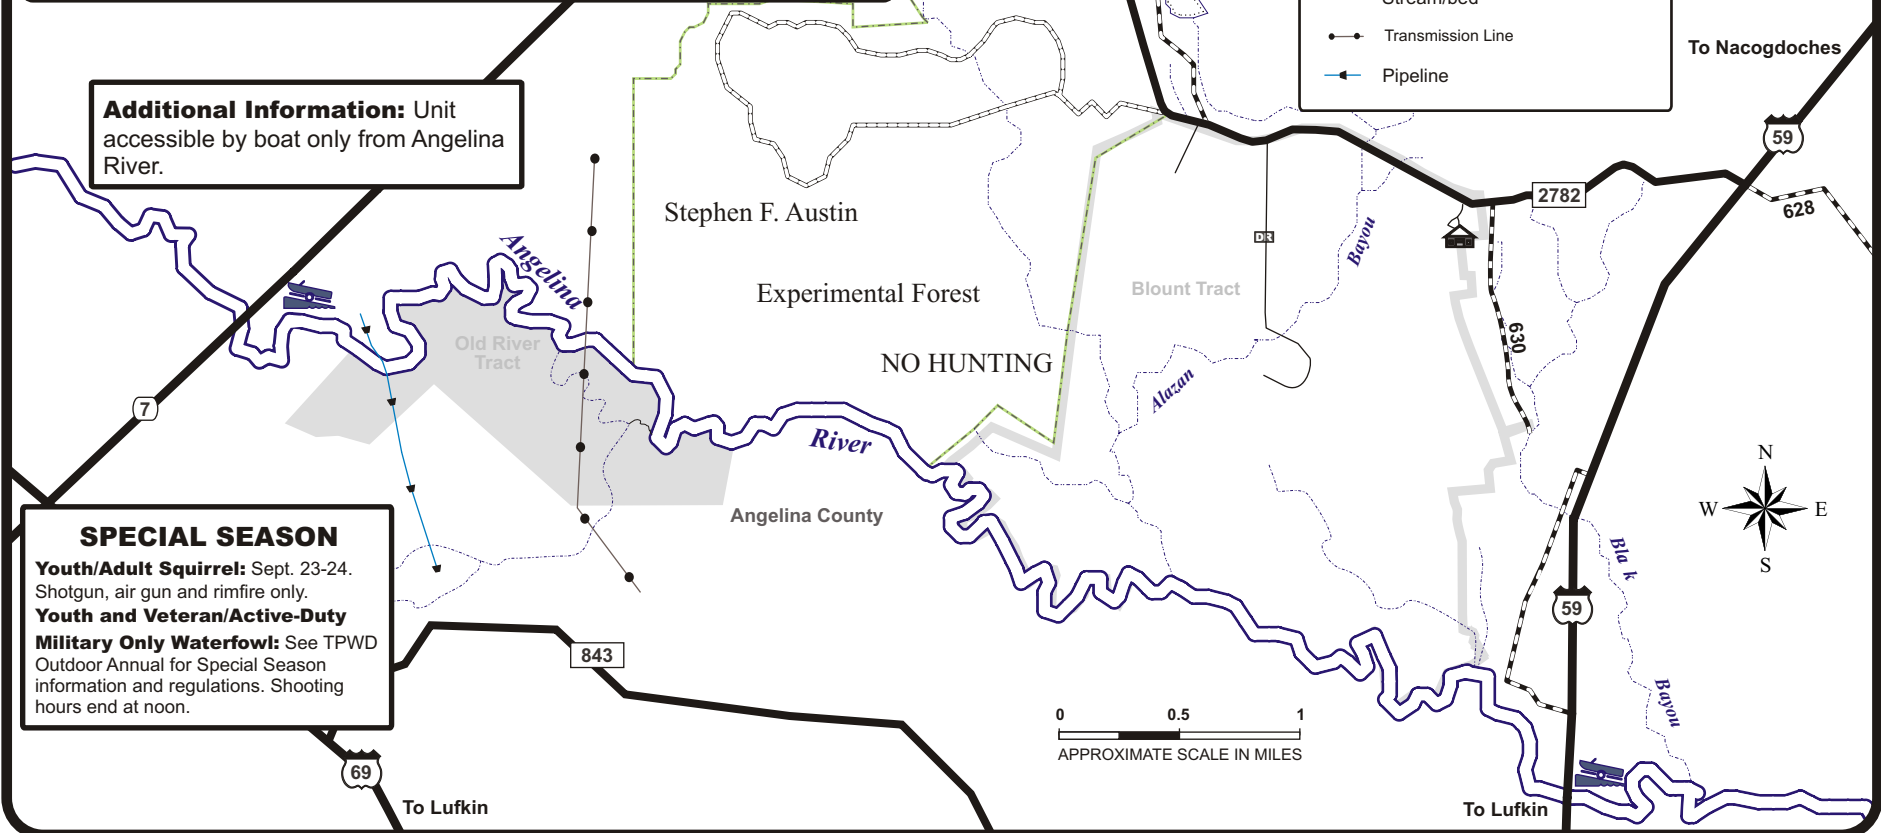 Stream/bed
Transmission Line
Pipeline
To Nacogdoches
59
Additional Information: Unit
accessible by boat only from Angelina
River.
2782
628
Stephen F. Austin
Angelina
DR
Bayou
Experimental Forest
Blount Tract
630
Old River
Tract
NO HUNTING
Alazan
7
River
N
W
E
S
Angelina County
SPECIAL SEASON
Youth/Adult Squirrel: Sept. 23-24.
Shotgun, air gun and rimfire only.
Youth and Veteran/Active-Duty
Military Only Waterfowl: See TPWD
Outdoor Annual for Special Season
information and regulations. Shooting
hours end at noon.
Bla k
59
843
Bayou
0 0.5 1
APPROXIMATE SCALE IN MILES
69
To Lufkin
To Lufkin